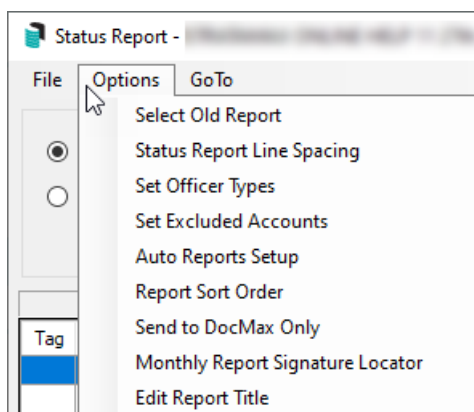 Status Report -
File Options GoTo
Select Old Report
Status Report Line Spacing
Set Officer Types
Set Excluded Accounts
Auto Reports Setup
Report Sort Order
Send to DocMax Only
Tag
Monthly Report Signature Locator
Edit Report Title